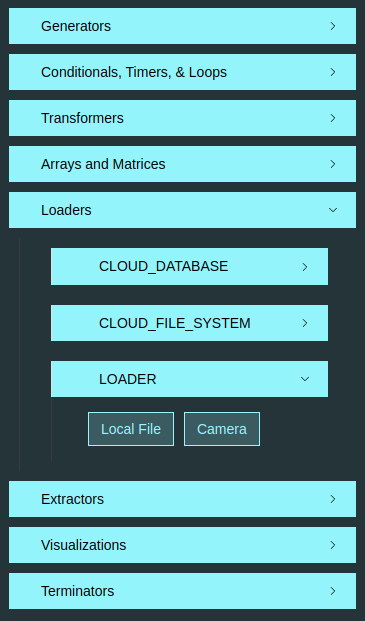 Generators
Conditionals, Timers, & Loops
Transformers
Arrays and Matrices
Loaders
CLOUD_DATABASE
CLOUD_FILE_SYSTEM
LOADER
Local File Camera
Extractors
Visualizations
Terminators